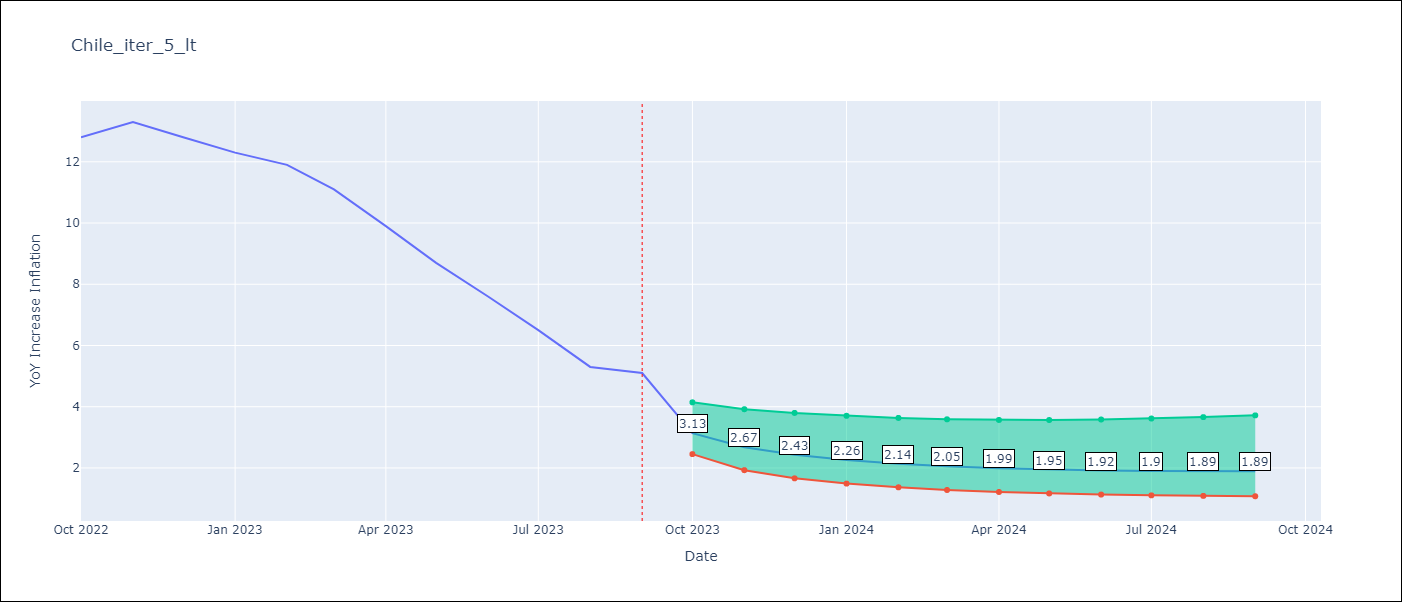 Chile_iter_5_lt
YoY Increase Inflation
12
10
8
6
4
2
3.13
2.67
2.43
2.26
2.14
2.05
1.99
1.95
1.92
1.9
1.89
1.89
Oct 2022
Jan 2023
Apr 2023
Jul 2023
Oct 2023
Jan 2024
Apr 2024
Jul 2024
Oct 2024
Date